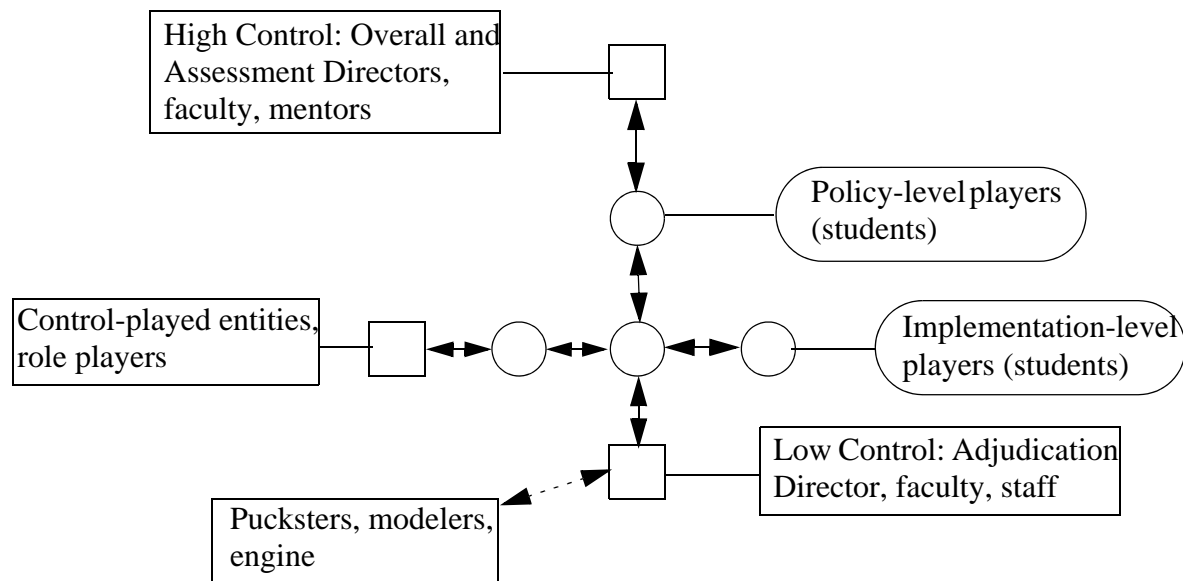 High Control: Overall and
Assessment Directors,
faculty, mentors
Policy-level players
(students)
Control-played entities,
role players
Implementation-level
players (students)
Low Control: Adjudication
Director, faculty, staff
Pucksters, modelers,
engine